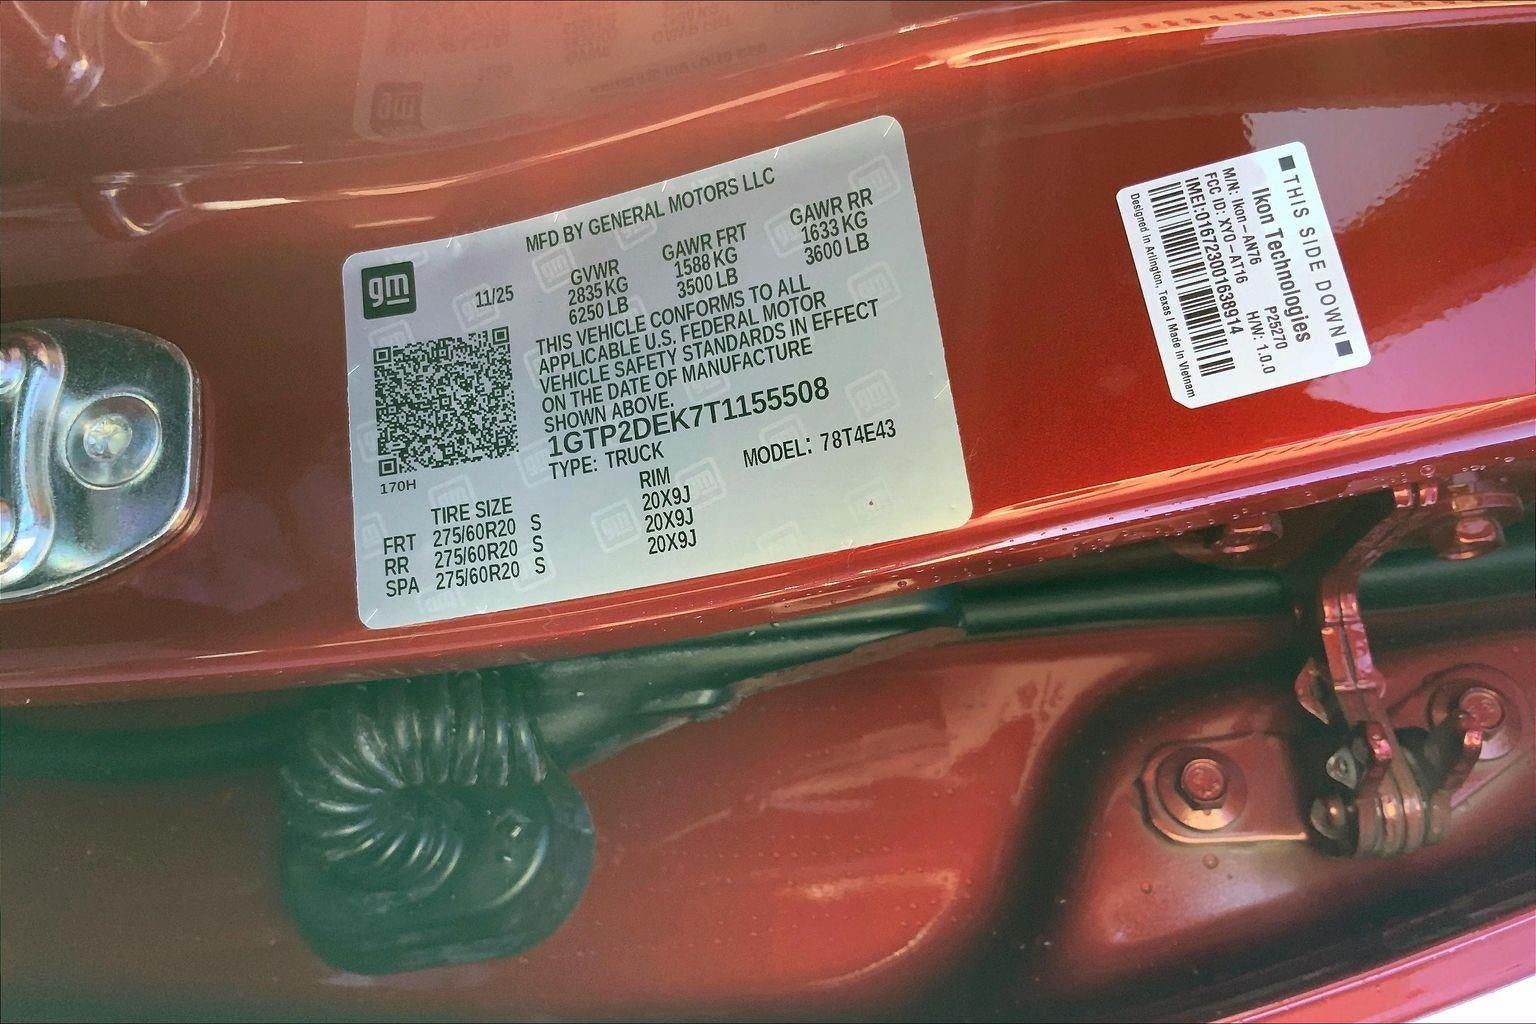 gm
MFD BY GENERAL MOTORS LLC
11/25
GVWR GAWR FRT GAWR RR
2835 KG 1588 KG 1633 KG
6250 LB 3500 LB 3600 LB
THIS VEHICLE CONFORMS TO ALL
APPLICABLE U.S. FEDERAL MOTOR
VEHICLE SAFETY STANDARDS IN EFFECT
ON THE DATE OF MANUFACTURE
SHOWN ABOVE.
1GTP2DEK7T1155508
TYPE: TRUCK MODEL: 78T4E43
170H
TIRE SIZE RIM
FRT 275/60R20 S 20X9J
RR 275/60R20 S 20X9J
SPA 275/60R20 S 20X9J
THIS SIDE DOWN
Ikon Technologies
P25270
M/N: Ikon-AN76 H/W: 1.0.0
FCC ID: XYO-AT16
IMEI:016723001638914
Designed in Arlington, Texas | Made In Vietnam